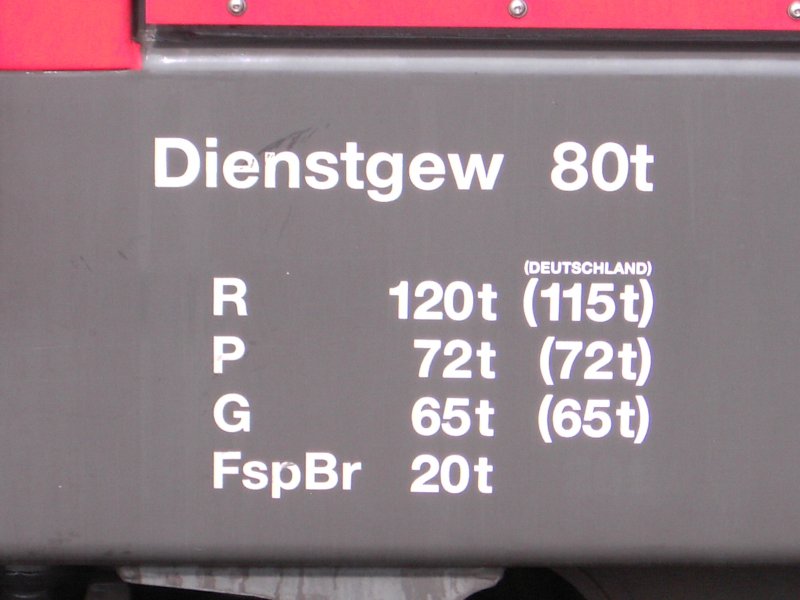 Dienstgew 80t
(DEUTSCHLAND)
R 120t (115t)
P 72t (72t)
G 65t (65t)
FspBr 20t